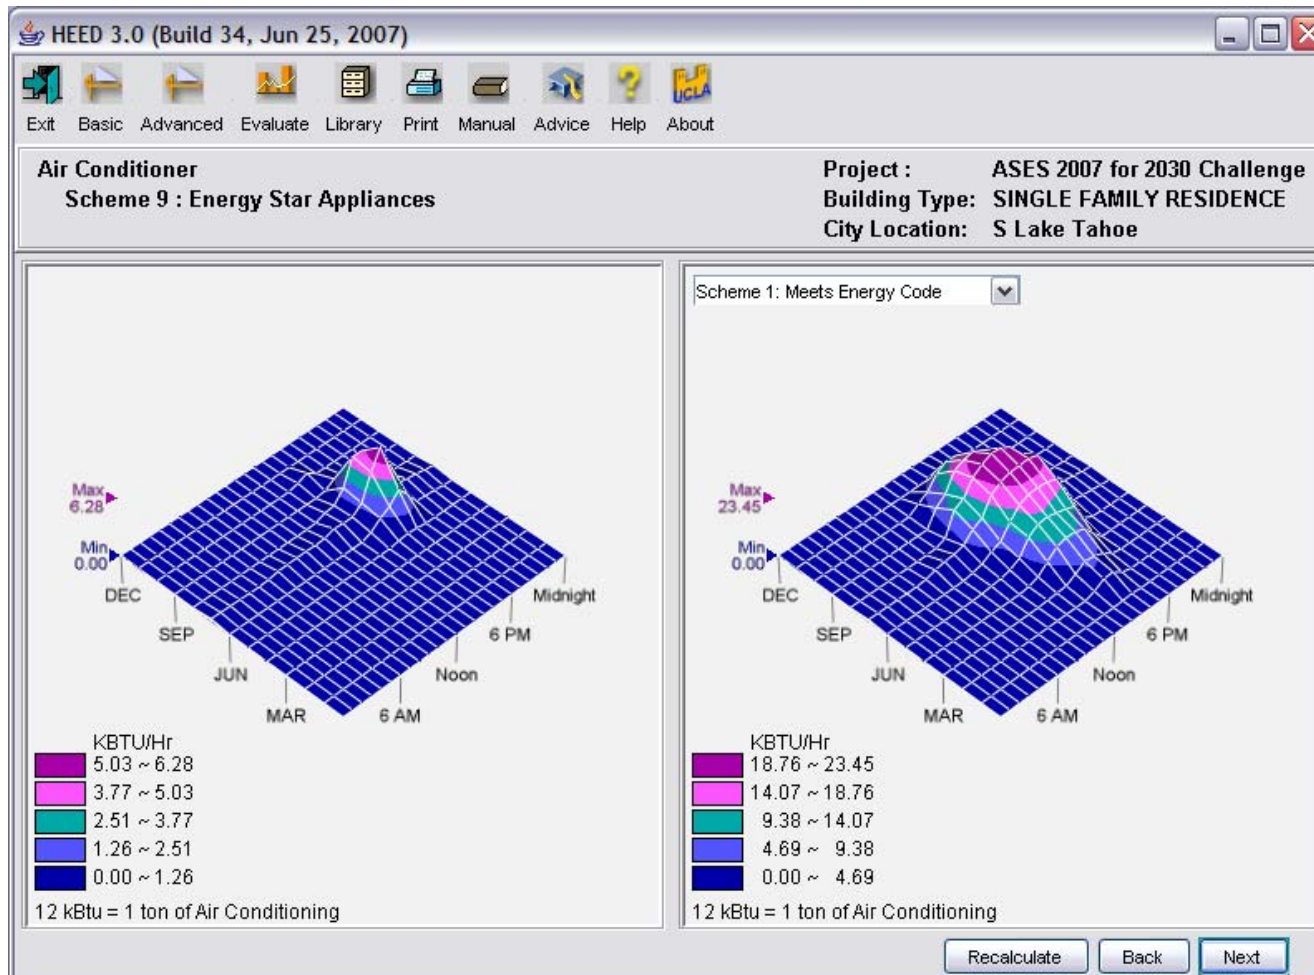 HEED 3.0 (Build 34, Jun 25, 2007)
Exit Basic Advanced Evaluate Library Print Manual Advice Help About
UCLA
Air Conditioner
Scheme 9 : Energy Star Appliances
Project : ASES 2007 for 2030 Challenge
Building Type: SINGLE FAMILY RESIDENCE
City Location: S Lake Tahoe
Max
6.28
Min
0.00
DEC
SEP
JUN
MAR
6 AM
Noon
6 PM
Midnight
KBTU/Hr
5.03 ~ 6.28
3.77 ~ 5.03
2.51 ~ 3.77
1.26 ~ 2.51
0.00 ~ 1.26
12 kBtu = 1 ton of Air Conditioning
Scheme 1: Meets Energy Code
Max
23.45
Min
0.00
DEC
SEP
JUN
MAR
6 AM
Noon
6 PM
Midnight
KBTU/Hr
18.76 ~ 23.45
14.07 ~ 18.76
9.38 ~ 14.07
4.69 ~ 9.38
0.00 ~ 4.69
12 kBtu = 1 ton of Air Conditioning
Recalculate Back Next